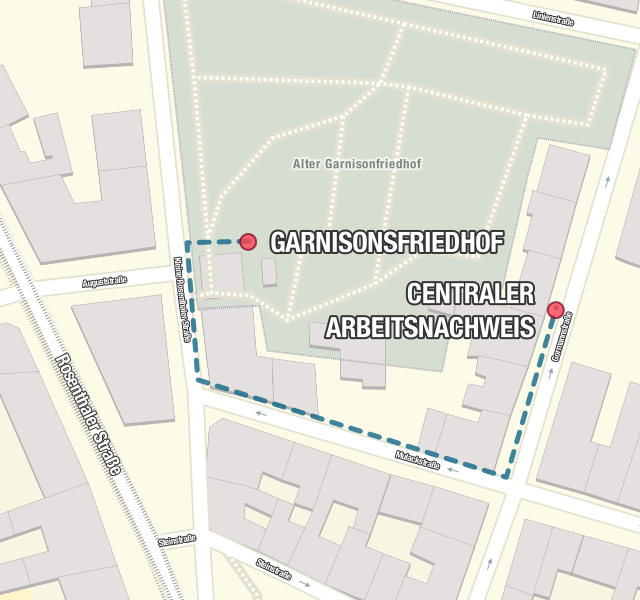 Linienstraße
Alter Garnisonfriedhof
GARNISONSFRIEDHOF
Kleine Rosenthaler Straße
Auguststraße
CENTRALER
ARBEITSNACHWEIS
Gormannstraße
Rosenthaler Straße
Mulackstraße
Steinstraße
Steinstraße